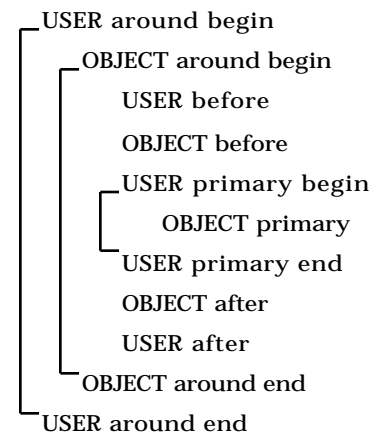 USER around begin
OBJECT around begin
USER before
OBJECT before
USER primary begin
OBJECT primary
USER primary end
OBJECT after
USER after
OBJECT around end
USER around end